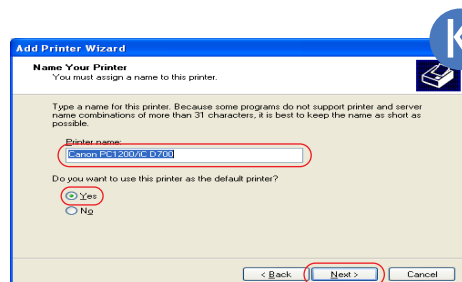 K
Add Printer Wizard
Name Your Printer
You must assign a name to this printer.
Type a name for this printer. Because some programs do not support printer and server
name combinations of more than 31 characters, it is best to keep the name as short as
possible.
Printer name:
Canon PC1200/iC D700
Do you want to use this printer as the default printer?
Yes
No
< Back
Next >
Cancel